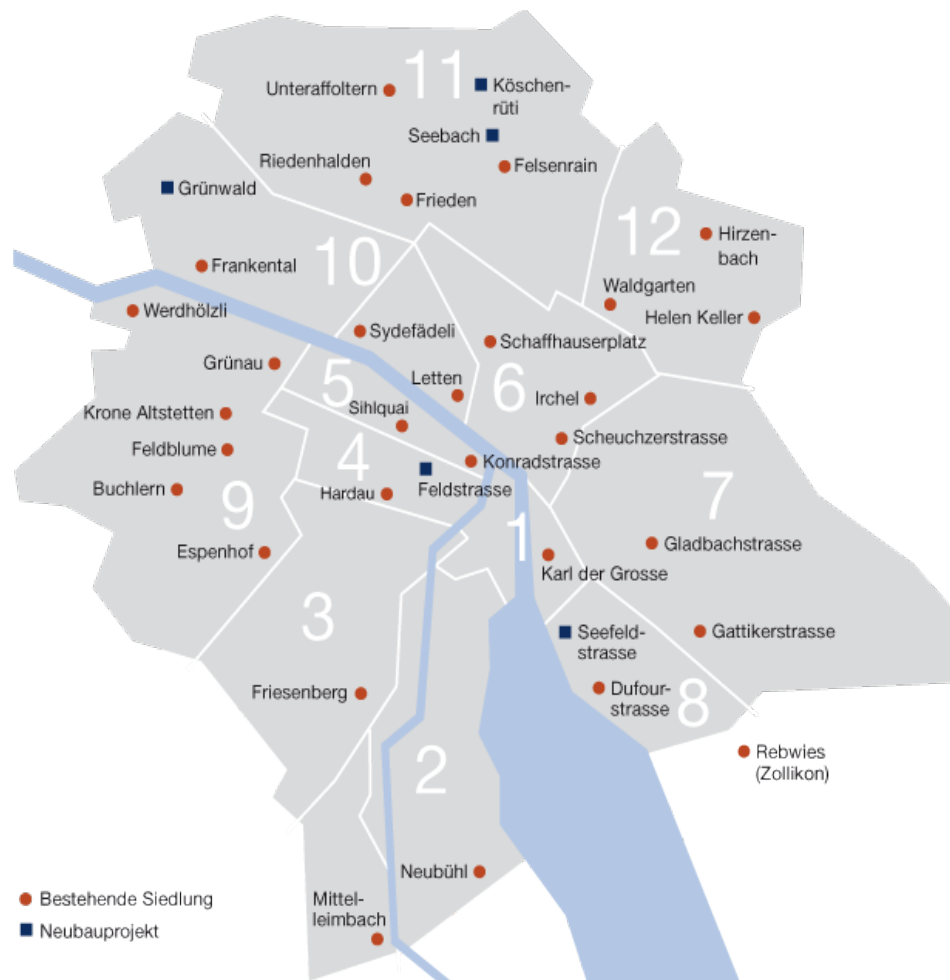 11
Unteraffoltern
Köschen-
rüti
Seebach
Riedenhalden
Felsenrain
Grünwald
Frieden
12
Hirzen-
bach
10
Frankental
Waldgarten
Werdhölzli
Helen Keller
Sydefädeli
Schaffhauserplatz
Grünau
Letten
5
6
Irchel
Krone Altstetten
Sihlquai
Scheuchzerstrasse
Feldblume
4
Konradstrasse
Buchlern
Hardau
Feldstrasse
9
7
1
Espenhof
Gladbachstrasse
Karl der Grosse
3
Seefeld-
strasse
Gattikerstrasse
Friesenberg
Dufour-
strasse
8
2
Rebwies
(Zollikon)
Neubühl
Mittel-
leimbach
Bestehende Siedlung
Neubauprojekt